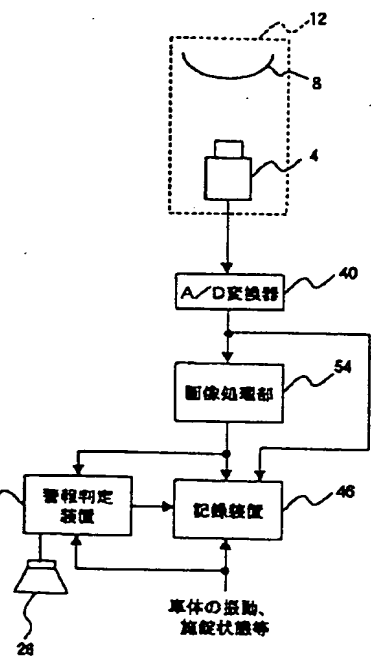 12
8
4
A/D変換器
40
画像処理部
54
警報判定
装置
記録装置
46
26
車体の振動、
施錠状態等